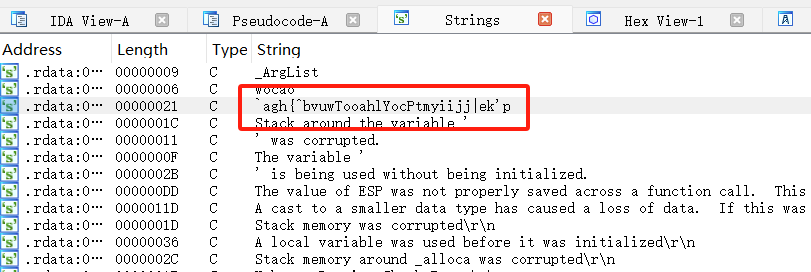 IDA View-A Pseudocode-A Strings Hex View-1
Address Length Type String
's' .rdata:0… 00000009 C _ArgList
's' .rdata:0… 00000006 C wocao
's' .rdata:0… 00000021 C `agh{^bvuwTooahlYocPtmyiijj|ek'p
's' .rdata:0… 0000001C C Stack around the variable '
's' .rdata:0… 00000011 C ' was corrupted.
's' .rdata:0… 0000000F C The variable '
's' .rdata:0… 0000002B C ' is being used without being initialized.
's' .rdata:0… 000000DD C The value of ESP was not properly saved across a function call. This
's' .rdata:0… 0000011D C A cast to a smaller data type has caused a loss of data. If this was
's' .rdata:0… 0000001D C Stack memory was corrupted\r\n
's' .rdata:0… 00000036 C A local variable was used before it was initialized\r\n
's' .rdata:0… 0000002C C Stack memory around _alloca was corrupted\r\n